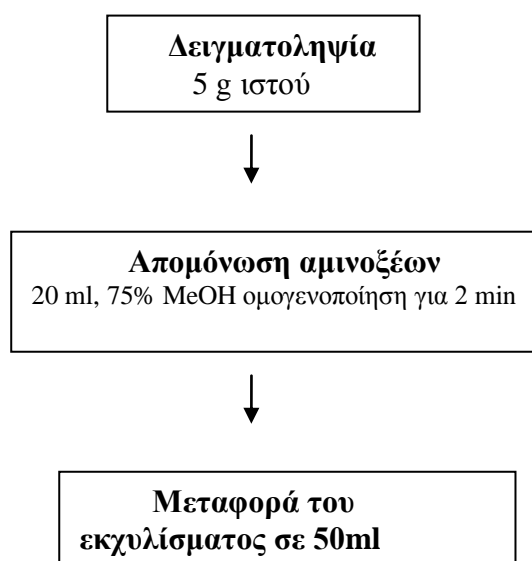 Δειγματοληψία
5 g ιστού
Απομόνωση αμινοξέων
20 ml, 75% MeOH ομογενοποίηση για 2 min
Μεταφορά του
εκχυλίσματος σε 50ml